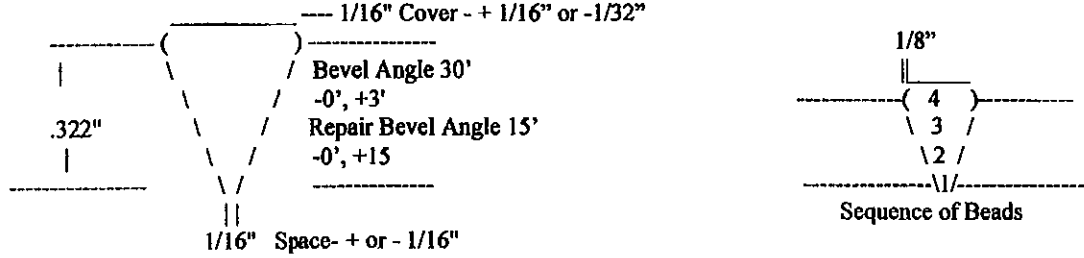 1/16" Cover - + 1/16” or -1/32”
Bevel Angle 30'
-0’, +3'
.322"
Repair Bevel Angle 15’
-0’, +15
1/16" Space- + or - 1/16"
1/8”
4
3
2
1
Sequence of Beads